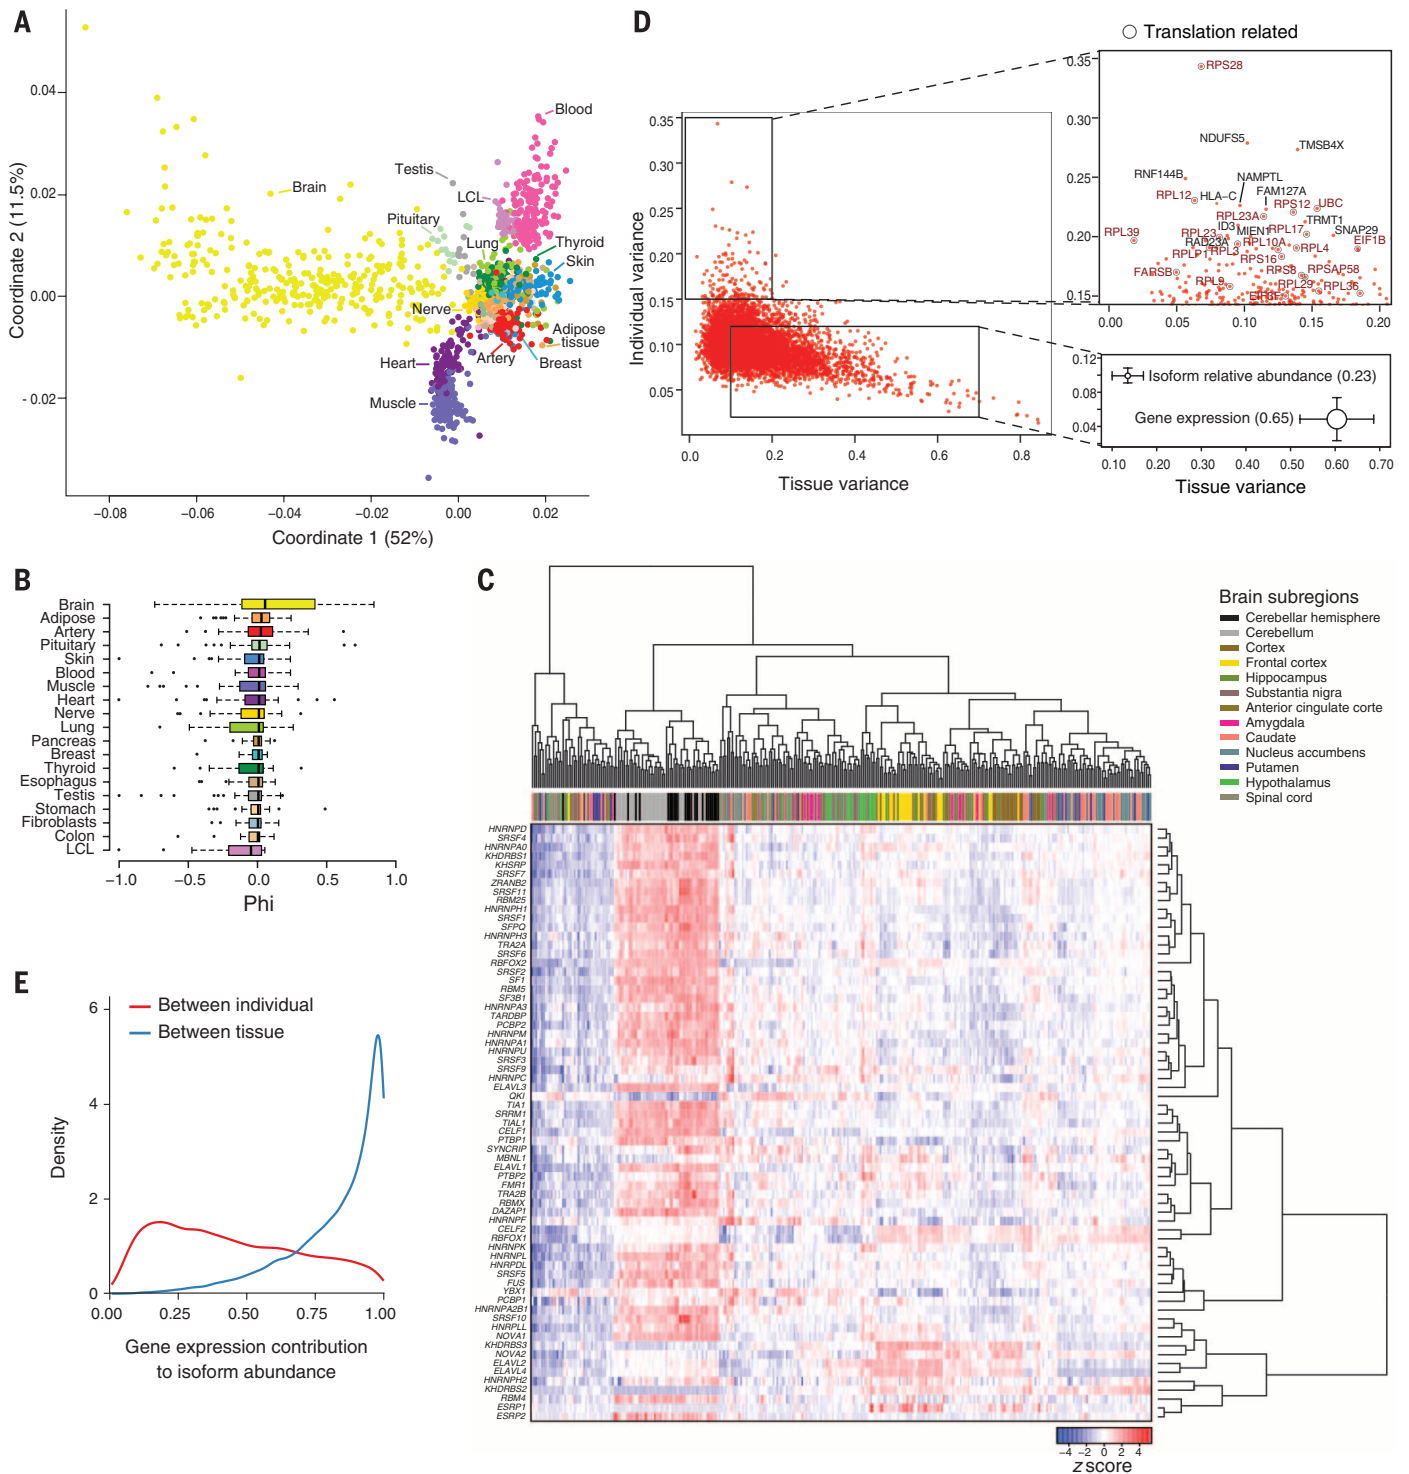 A
Coordinate 2 (11.5%)
0.04
0.02
0.00
- 0.02
Brain
Testis
LCL
Blood
Pituitary
Lung
Thyroid
Skin
Nerve
Adipose
tissue
Heart
Artery
Breast
Muscle
−0.08
−0.06
−0.04
−0.02
0.00
0.02
Coordinate 1 (52%)
D
Individual variance
0.35
0.30
0.25
0.20
0.15
0.10
0.05
0.0
0.2
0.4
0.6
0.8
Tissue variance
Translation related
0.35
0.30
0.25
0.20
0.15
RPS28
NDUFS5
TMSB4X
RNF144B
NAMPTL
RPL12
HLA−C
FAM127A
RPS12
UBC
RPL23A
TRMT1
RPL39
ID3
MIEN1
RPL17
SNAP29
RPL23
RAD23A
RPL10A
RPL4
EIF1B
RPLP1
RPL3
RPS16
FARSB
RPS8
RPSAP58
RPL9
RPL29
RPL36
0.00
0.05
0.10
0.15
0.20
0.12
0.08
0.04
Isoform relative abundance (0.23)
Gene expression (0.65)
0.10
0.20
0.30
0.40
0.50
0.60
0.70
Tissue variance
B
Brain
Adipose
Artery
Pituitary
Skin
Blood
Muscle
Heart
Nerve
Lung
Pancreas
Breast
Thyroid
Esophagus
Testis
Stomach
Fibroblasts
Colon
LCL
−1.0
−0.5
0.0
0.5
1.0
Phi
C
Brain subregions
Cerebellar hemisphere
Cerebellum
Cortex
Frontal cortex
Hippocampus
Substantia nigra
Anterior cingulate corte
Amygdala
Caudate
Nucleus accumbens
Putamen
Hypothalamus
Spinal cord
HNRNPD
SRSF4
HNRNPA0
KHDRBS1
KHSRP
SRSF7
ZRANB2
SRSF11
RBM25
HNRNPH1
SRSF1
SFPQ
HNRNPH3
TRA2A
SRSF6
RBFOX2
SRSF2
SF1
RBM5
SF3B1
HNRNPA3
TARDBP
PCBP2
HNRNPM
HNRNPA1
HNRNPU
SRSF3
SRSF9
HNRNPC
ELAVL3
QKI
TIA1
SRRM1
TIAL1
CELF1
PTBP1
SYNCRIP
MBNL1
ELAVL1
PTBP2
FMR1
TRA2B
RBMX
DAZAP1
HNRNPF
CELF2
RBFOX1
HNRNPK
HNRNPL
HNRPDL
SRSF5
FUS
YBX1
PCBP1
HNRNPA2B1
SRSF10
HNRPLL
NOVA1
KHDRBS3
NOVA2
ELAVL2
ELAVL4
HNRNPH2
KHDRBS2
RBM4
ESRP1
ESRP2
−4 −2 0 2 4
z score
E
Between individual
Between tissue
Density
6
4
2
0
0.00
0.25
0.50
0.75
1.00
Gene expression contribution
to isoform abundance